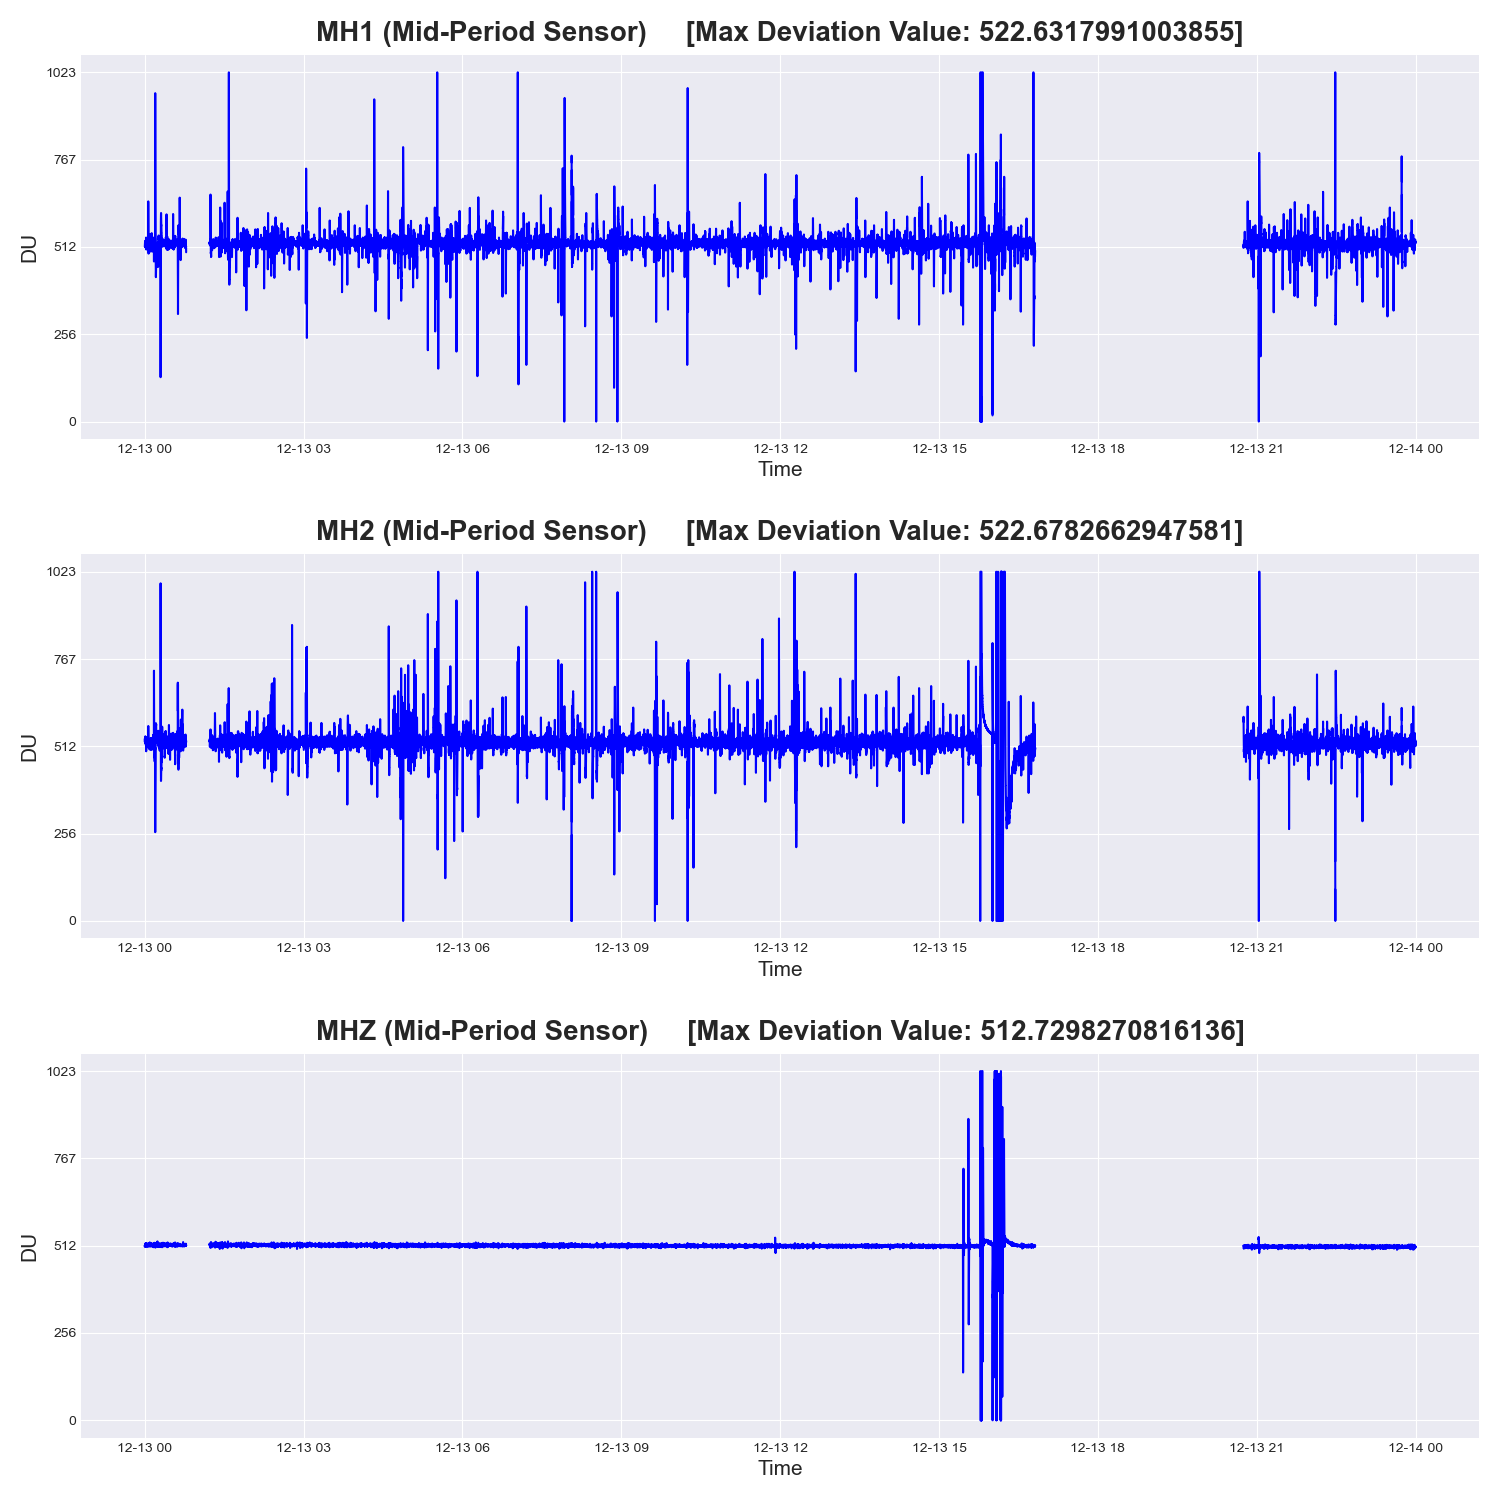 MH1 (Mid-Period Sensor) [Max Deviation Value: 522.6317991003855]
1023
767
512
256
0
DU
12-13 00 12-13 03 12-13 06 12-13 09 12-13 12 12-13 15 12-13 18 12-13 21 12-14 00
Time
MH2 (Mid-Period Sensor) [Max Deviation Value: 522.6782662947581]
1023
767
512
256
0
DU
12-13 00 12-13 03 12-13 06 12-13 09 12-13 12 12-13 15 12-13 18 12-13 21 12-14 00
Time
MHZ (Mid-Period Sensor) [Max Deviation Value: 512.7298270816136]
1023
767
512
256
0
DU
12-13 00 12-13 03 12-13 06 12-13 09 12-13 12 12-13 15 12-13 18 12-13 21 12-14 00
Time